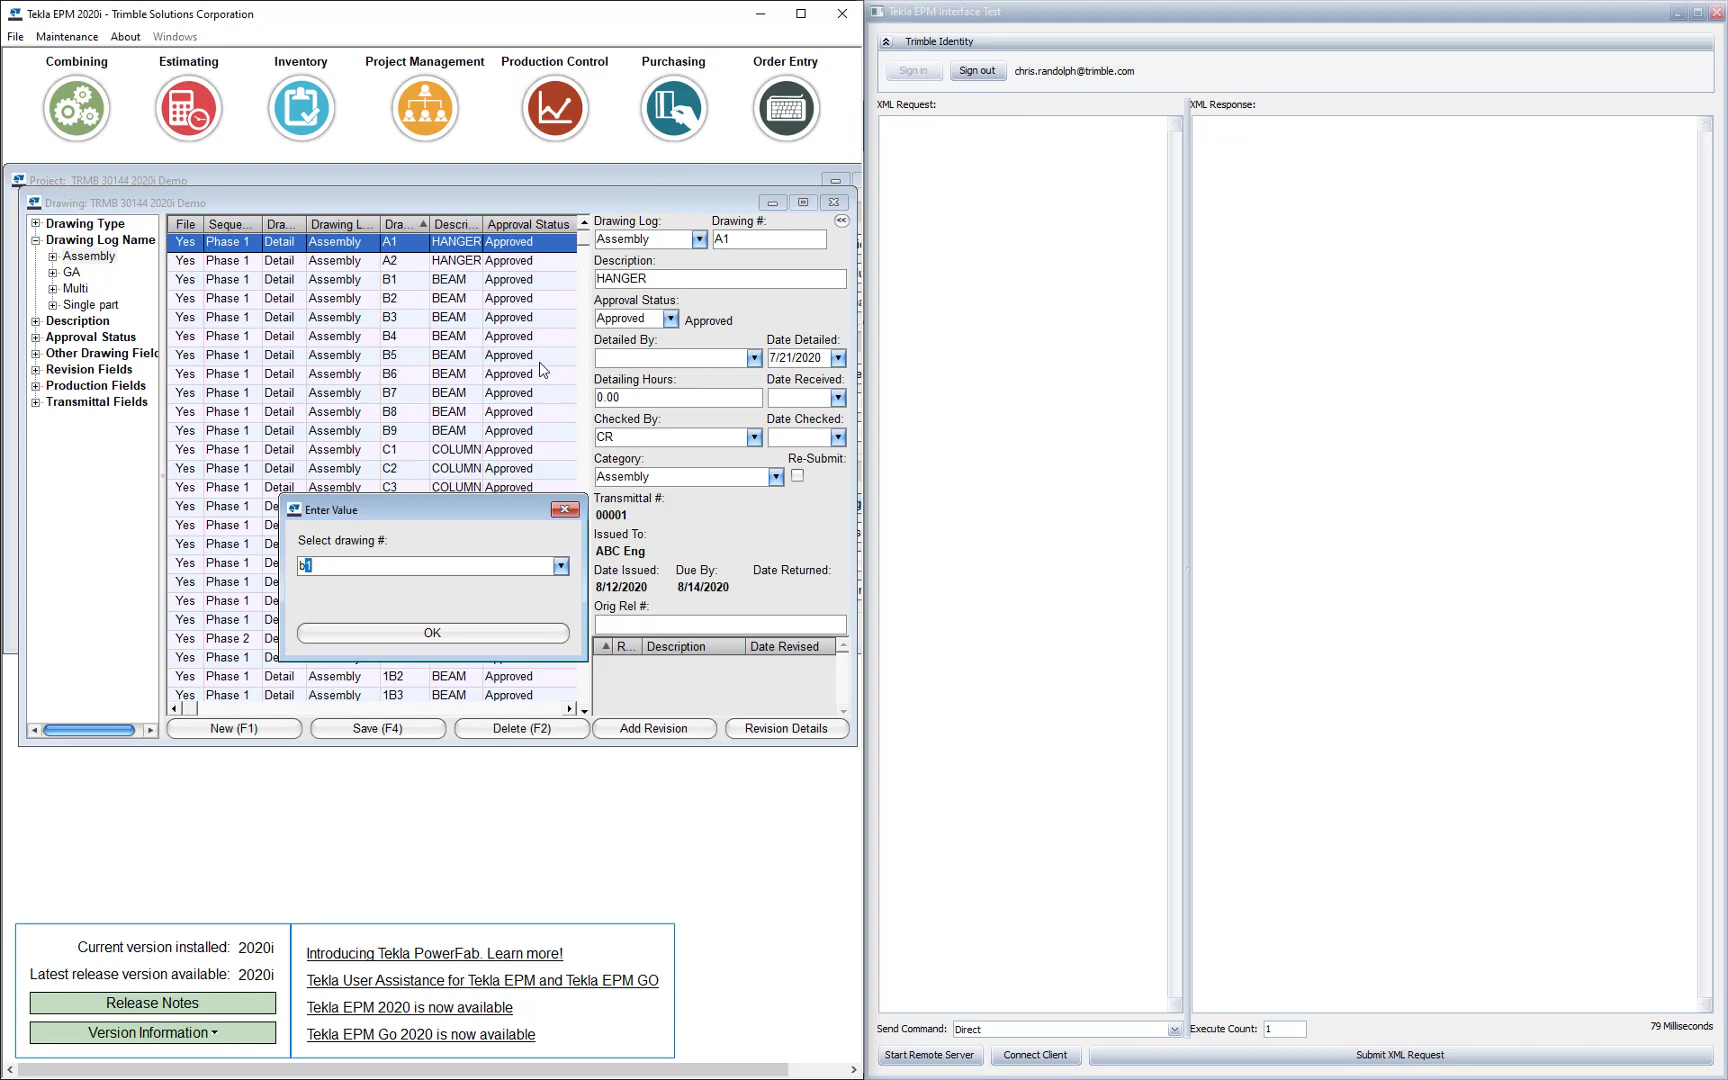 Tekla EPM 2020i - Trimble Solutions Corporation
File Maintenance About Windows
Combining Estimating Inventory Project Management Production Control Purchasing Order Entry
Project: TRMB 30144 2020i Demo
Drawing: TRMB 30144 2020i Demo
Drawing Type
Drawing Log Name
Assembly
GA
Multi
Single part
Description
Approval Status
Other Drawing Field
Revision Fields
Production Fields
Transmittal Fields
File Seque... Dra... Drawing L... Dra... Descri... Approval Status
Yes Phase 1 Detail Assembly A1 HANGER Approved
Yes Phase 1 Detail Assembly A2 HANGER Approved
Yes Phase 1 Detail Assembly B1 BEAM Approved
Yes Phase 1 Detail Assembly B2 BEAM Approved
Yes Phase 1 Detail Assembly B3 BEAM Approved
Yes Phase 1 Detail Assembly B4 BEAM Approved
Yes Phase 1 Detail Assembly B5 BEAM Approved
Yes Phase 1 Detail Assembly B6 BEAM Approved
Yes Phase 1 Detail Assembly B7 BEAM Approved
Yes Phase 1 Detail Assembly B8 BEAM Approved
Yes Phase 1 Detail Assembly B9 BEAM Approved
Yes Phase 1 Detail Assembly C1 COLUMN Approved
Yes Phase 1 Detail Assembly C2 COLUMN Approved
Yes Phase 1 Detail Assembly C3 COLUMN Approved
Yes Phase 1
Yes Phase 1
Yes Phase 1
Yes Phase 1
Yes Phase 1
Yes Phase 1
Yes Phase 1
Yes Phase 2
Yes Phase 1
Yes Phase 1 Detail Assembly 1B2 BEAM Approved
Yes Phase 1 Detail Assembly 1B3 BEAM Approved
Enter Value
Select drawing #:
b1
OK
New (F1) Save (F4) Delete (F2) Add Revision Revision Details
Drawing Log: Drawing #:
Assembly A1
Description:
HANGER
Approval Status:
Approved Approved
Detailed By: Date Detailed:
7/21/2020
Detailing Hours: Date Received:
0.00
Checked By: Date Checked:
CR
Category: Re-Submit:
Assembly
Transmittal #:
00001
Issued To:
ABC Eng
Date Issued: Due By: Date Returned:
8/12/2020 8/14/2020
Orig Rel #:
R... Description Date Revised
Current version installed: 2020i
Latest release version available: 2020i
Release Notes
Version Information
Introducing Tekla PowerFab. Learn more!
Tekla User Assistance for Tekla EPM and Tekla EPM GO
Tekla EPM 2020 is now available
Tekla EPM Go 2020 is now available
Tekla EPM Interface Test
Trimble Identity
Sign in Sign out chris.randolph@trimble.com
XML Request: XML Response:
Send Command: Direct Execute Count: 1 79 Milliseconds
Start Remote Server Connect Client Submit XML Request